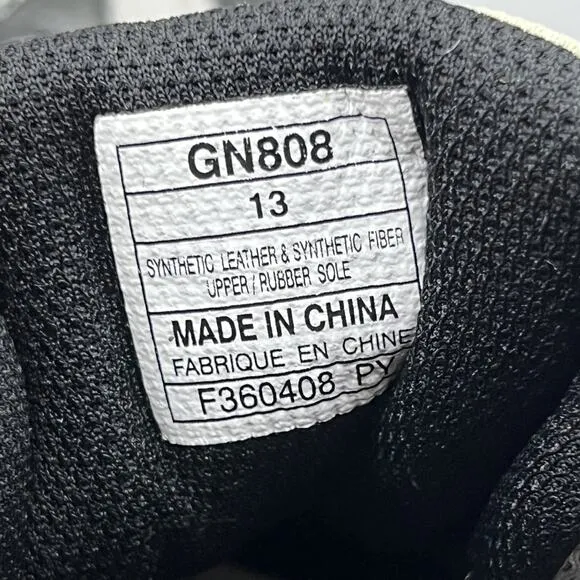 GN808
13
SYNTHETIC LEATHER & SYNTHETIC FIBER
UPPER / RUBBER SOLE
MADE IN CHINA
FABRIQUE EN CHINE
F360408 PY